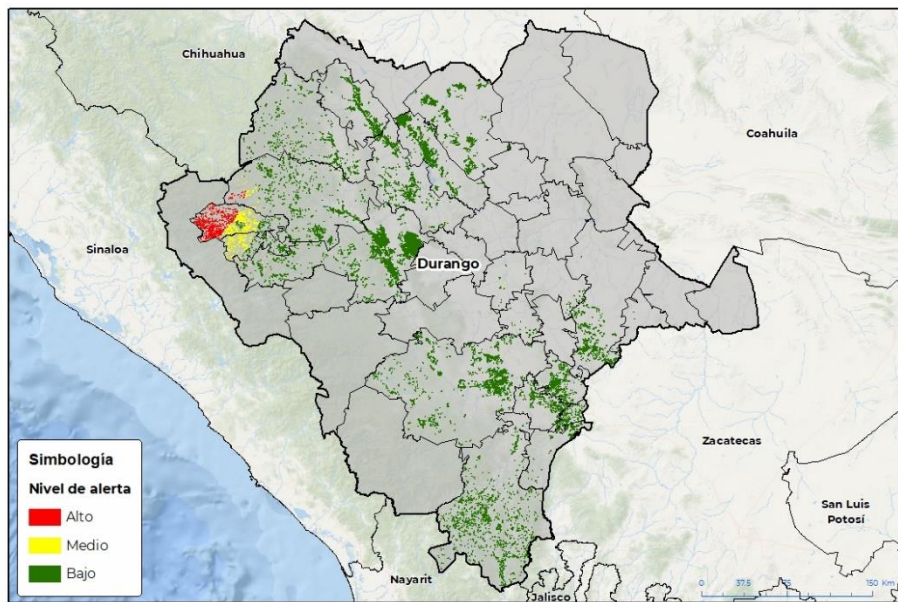 Chihuahua
Coahuila
Sinaloa
Durango
Zacatecas
San Luis
Potosí
Nayarit
Jalisco
Simbología
Nivel de alerta
Alto
Medio
Bajo
0 37.5 75 150 Km